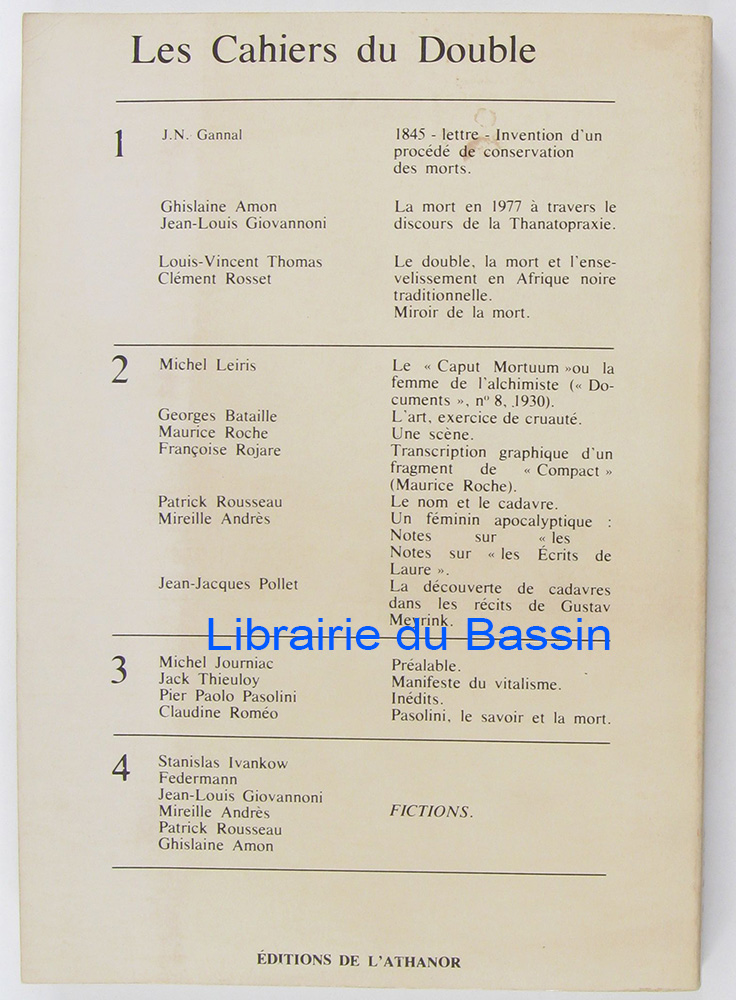 Les Cahiers du Double
1 J.N. Gannal 1845 - lettre - Invention d'un
procédé de conservation
des morts.
Ghislaine Amon La mort en 1977 à travers le
Jean-Louis Giovannoni discours de la Thanatopraxie.
Louis-Vincent Thomas Le double, la mort et l'ense-
Clément Rosset velissement en Afrique noire
traditionnelle.
Miroir de la mort.
2 Michel Leiris Le « Caput Mortuum »ou la
femme de l'alchimiste (« Do-
cuments », nº 8, 1930).
Georges Bataille L'art, exercice de cruauté.
Maurice Roche Une scène.
Françoise Rojare Transcription graphique d'un
fragment de « Compact »
(Maurice Roche).
Patrick Rousseau Le nom et le cadavre.
Mireille Andrès Un féminin apocalyptique :
Notes sur « les
Notes sur « les Écrits de
Laure ».
Jean-Jacques Pollet La découverte de cadavres
dans les récits de Gustav
Meyrink.
Librairie du Bassin
3 Michel Journiac Préalable.
Jack Thieuloy Manifeste du vitalisme.
Pier Paolo Pasolini Inédits.
Claudine Roméo Pasolini, le savoir et la mort.
4 Stanislas Ivankow
Federmann
Jean-Louis Giovannoni
Mireille Andrès FICTIONS.
Patrick Rousseau
Ghislaine Amon
ÉDITIONS DE L'ATHANOR